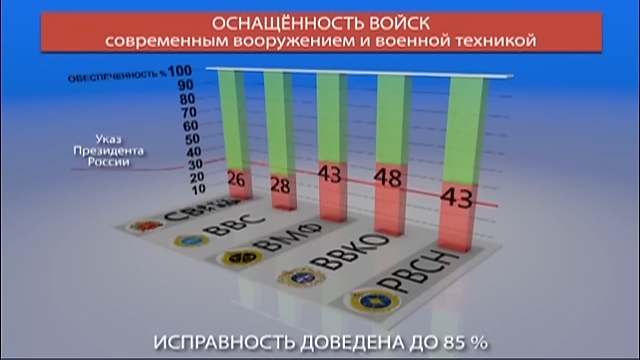 ОСНАЩЁННОСТЬ ВОЙСК
современным вооружением и военной техникой
ОБЕСПЕЧЕННОСТЬ % 100
90
80
70
60
50
40
30
20
10
Указ
Президента
России
26
28
43
48
43
ВВС
ВМФ
ВВКО
РВСН
ИСПРАВНОСТЬ ДОВЕДЕНА ДО 85 %